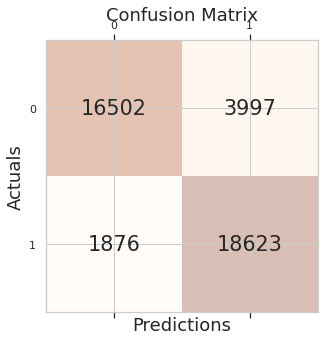 Confusion Matrix
0 1
0 16502 3997
Actuals
1 1876 18623
Predictions